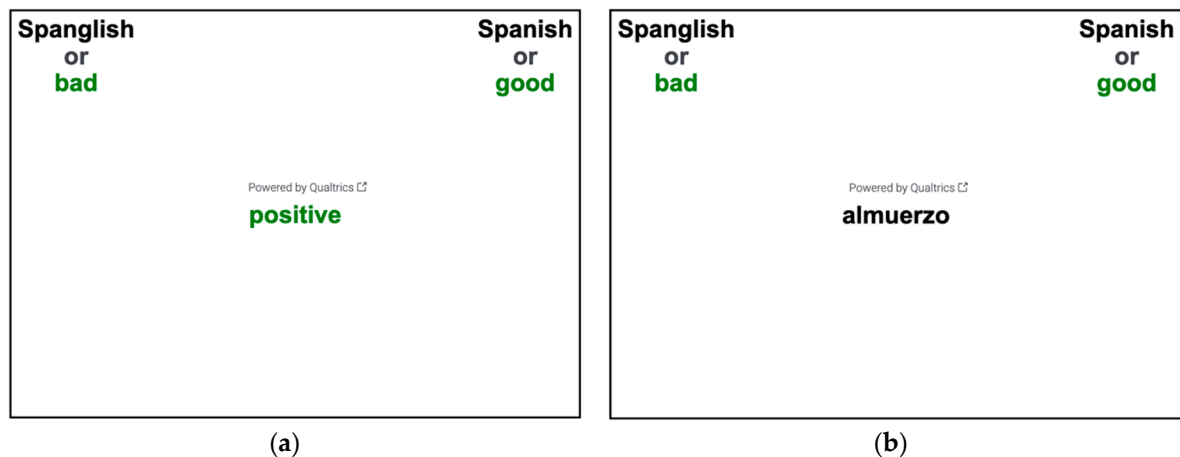 Spanglish
or
bad
Spanish
or
good
Powered by Qualtrics
positive
(a)
Spanglish
or
bad
Spanish
or
good
Powered by Qualtrics
almuerzo
(b)